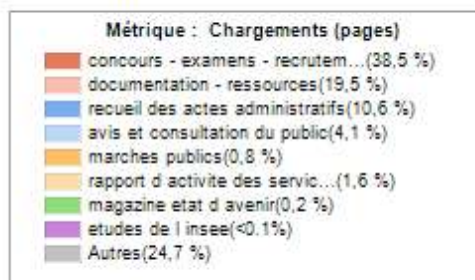 Métrique : Chargements (pages)
concours - examens - recrutem...(38,5 %)
documentation - ressources(19,5 %)
recueil des actes administratifs(10,6 %)
avis et consultation du public(4,1 %)
marches publics(0,8 %)
rapport d activite des servic...(1,6 %)
magazine etat d avenir(0,2 %)
etudes de l insee(<0.1%)
Autres(24,7 %)